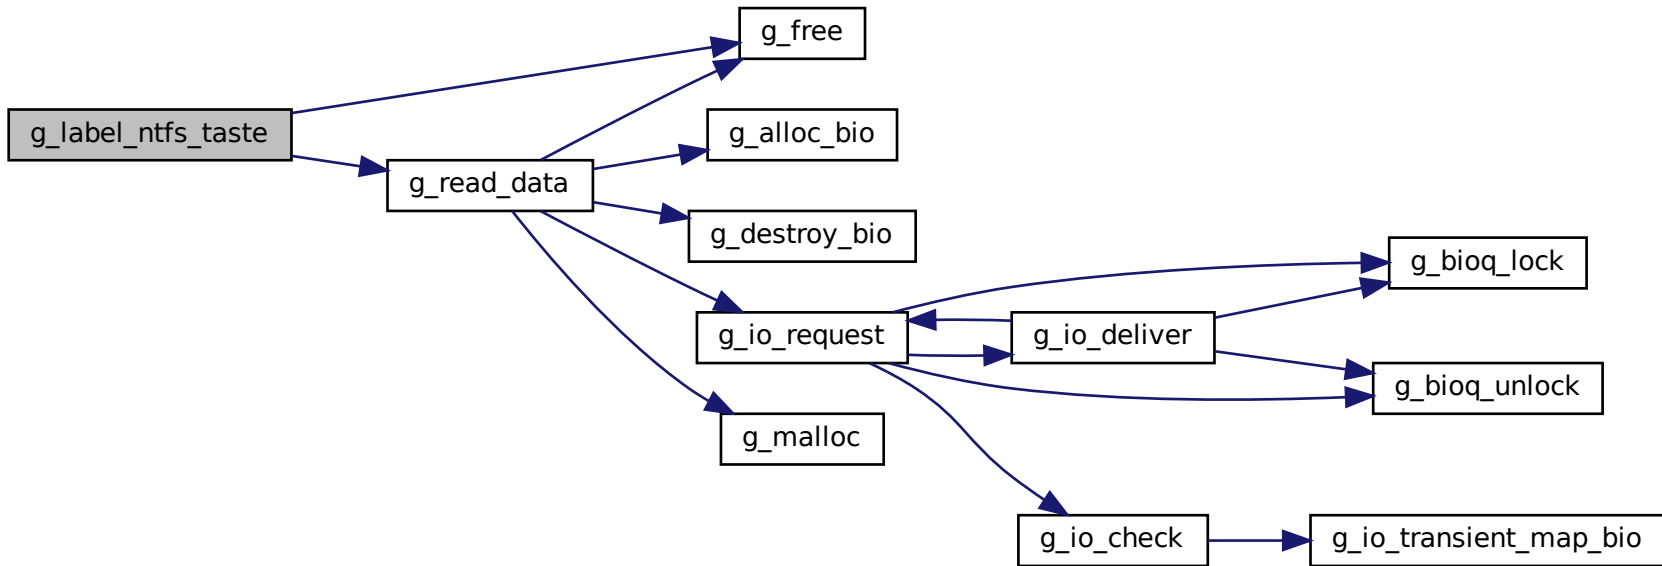 g_free
g_label_ntfs_taste
g_alloc_bio
g_read_data
g_destroy_bio
g_bioq_lock
g_io_request
g_io_deliver
g_bioq_unlock
g_malloc
g_io_check
g_io_transient_map_bio